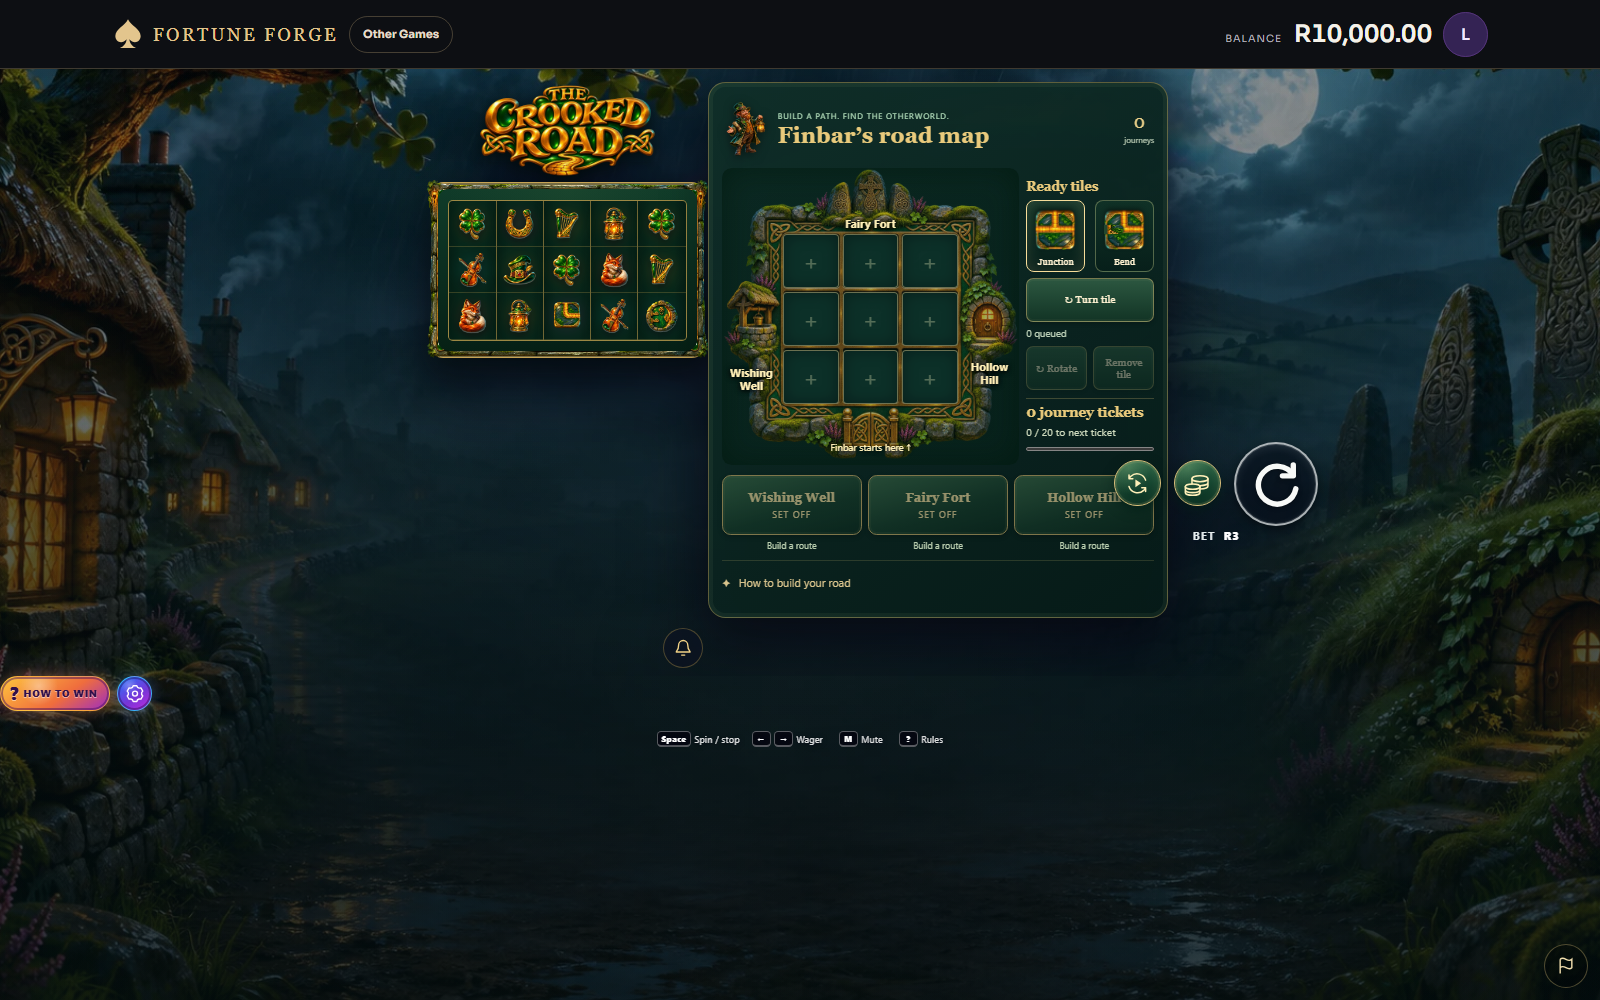 FORTUNE FORGE
Other Games
BALANCE R10,000.00
L
THE
CROOKED
ROAD
BUILD A PATH. FIND THE OTHERWORLD.
Finbar's road map
0
journeys
Fairy Fort
Wishing
Well
Hollow
Hill
Finbar starts here ↑
Ready tiles
Junction
Bend
↻ Turn tile
0 queued
↻ Rotate
Remove
tile
0 journey tickets
0 / 20 to next ticket
Wishing Well
SET OFF
Build a route
Fairy Fort
SET OFF
Build a route
Hollow Hill
SET OFF
Build a route
✦ How to build your road
BET R3
? HOW TO WIN
Space Spin / stop ← → Wager M Mute ? Rules